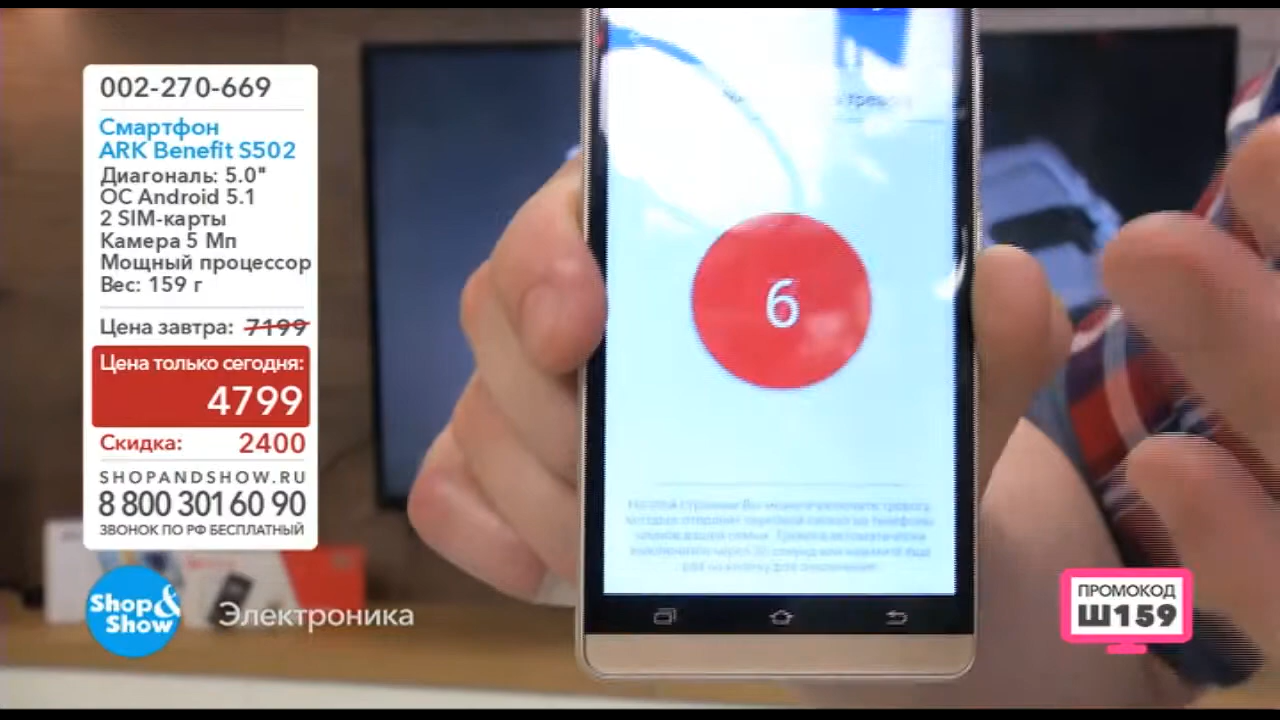 002-270-669
Смартфон
ARK Benefit S502
Диагональ: 5.0"
ОС Android 5.1
2 SIM-карты
Камера 5 Мп
Мощный процессор
Вес: 159 г
Цена завтра: 7199
Цена только сегодня:
4799
Скидка: 2400
SHOPANDSHOW.RU
8 800 301 60 90
ЗВОНОК ПО РФ БЕСПЛАТНЫЙ
Shop&
Show
Электроника
6
ПРОМОКОД
Ш159